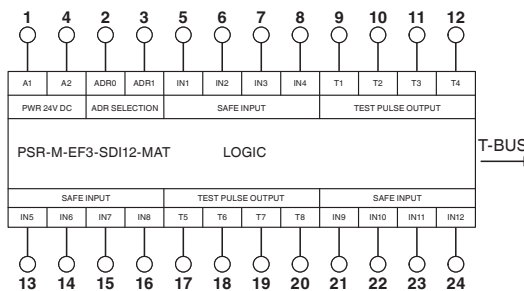 1 4 2 3 5 6 7 8 9 10 11 12
A1 A2 ADR0 ADR1 IN1 IN2 IN3 IN4 T1 T2 T3 T4
PWR 24V DC ADR SELECTION SAFE INPUT TEST PULSE OUTPUT
PSR-M-EF3-SDI12-MAT LOGIC T-BUS
SAFE INPUT TEST PULSE OUTPUT SAFE INPUT
IN5 IN6 IN7 IN8 T5 T6 T7 T8 IN9 IN10 IN11 IN12
13 14 15 16 17 18 19 20 21 22 23 24